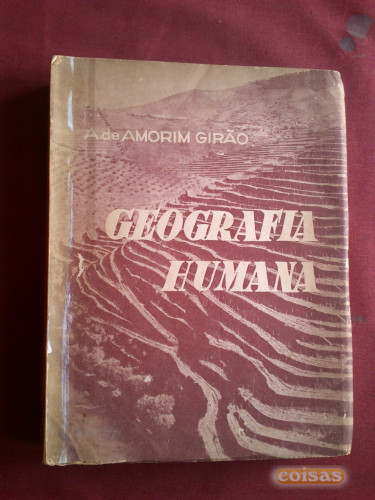 A. de AMORIM GIRÃO
GEOGRAFIA
HUMANA
coisas